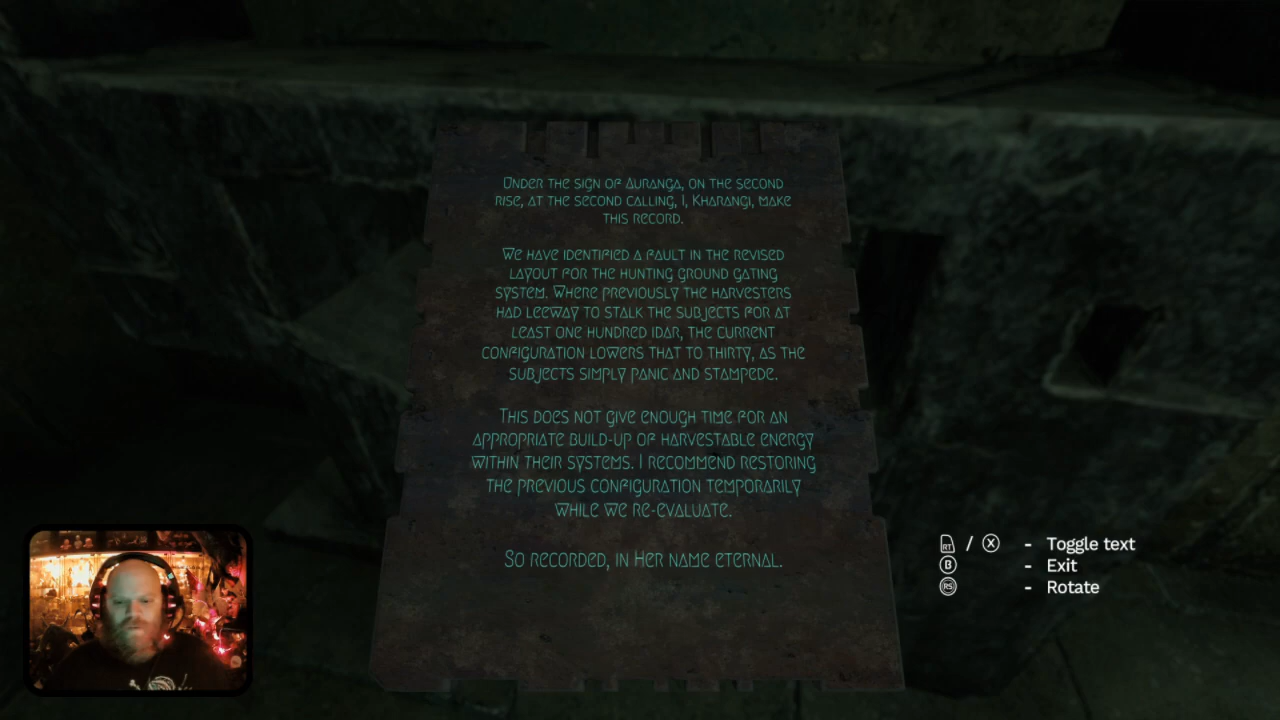 Under the sign of Auranga, on the second
rise, at the second calling, I, Kharangi, make
this record.
We have identified a fault in the revised
layout for the hunting ground gating
system. Where previously the harvesters
had leeway to stalk the subjects for at
least one hundred idar, the current
configuration lowers that to thirty, as the
subjects simply panic and stampede.
This does not give enough time for an
appropriate build-up of harvestable energy
within their systems. I recommend restoring
the previous configuration temporarily
while we re-evaluate.
So recorded, in Her name eternal.
RT / X - Toggle text
B - Exit
RS - Rotate